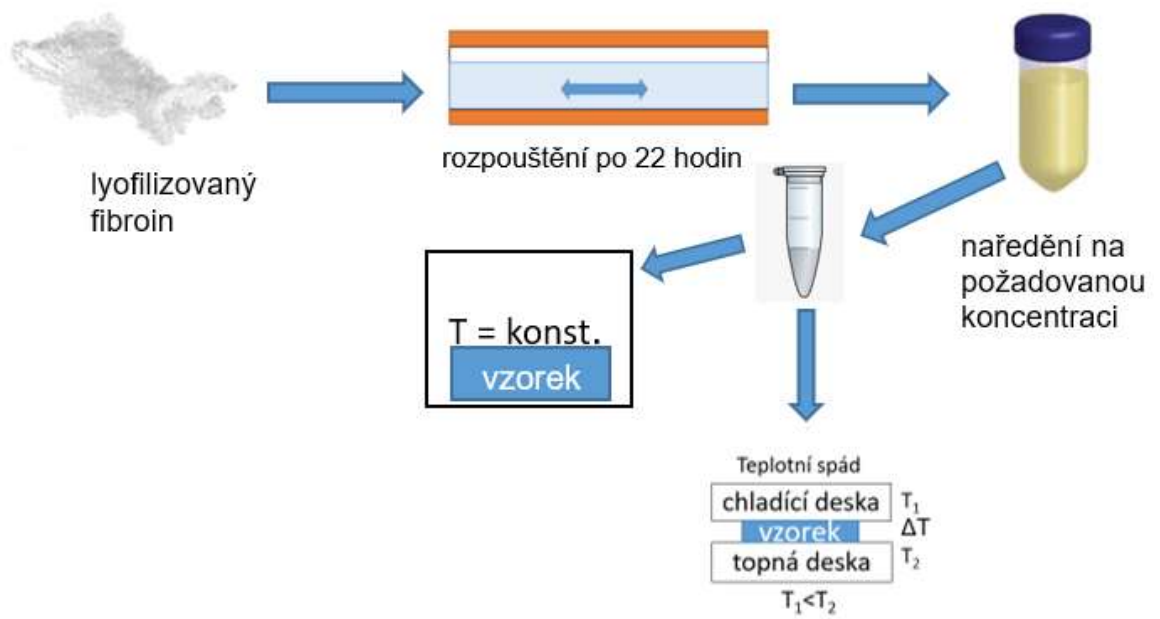 lyofilizovaný
fibroin
rozpouštění po 22 hodin
naředění na
požadovanou
koncentraci
T = konst.
vzorek
Teplotní spád
chladící deska
T₁
vzorek
ΔT
topná deska
T₂
T₁<T₂